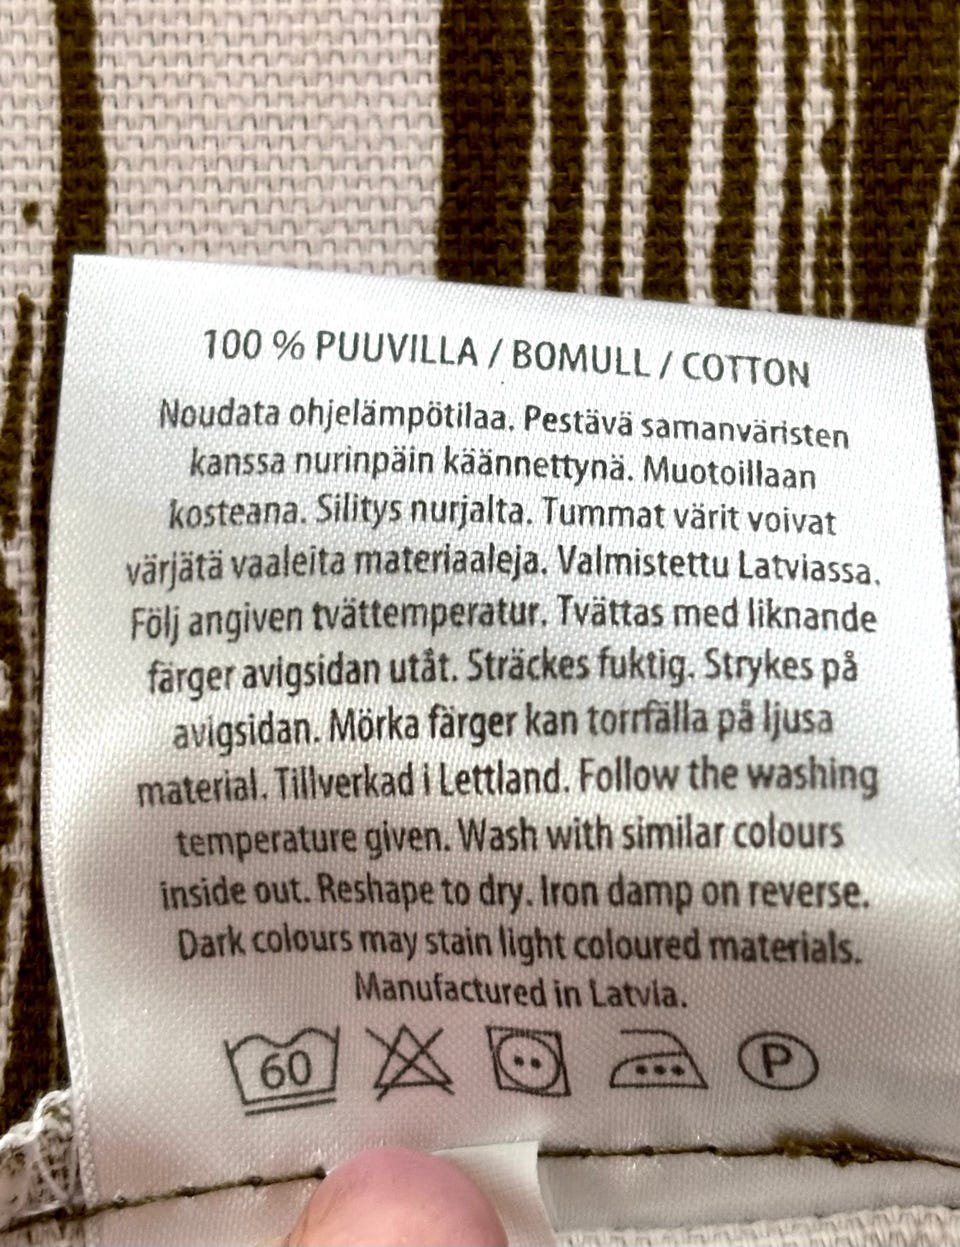 100 % PUUVILLA / BOMULL / COTTON
Noudata ohjelämpötilaa. Pestävä samanväristen
kanssa nurinpäin käännettynä. Muotoillaan
kosteana. Silitys nurjalta. Tummat värit voivat
värjätä vaaleita materiaaleja. Valmistettu Latviassa.
Följ angiven tvättemperatur. Tvättas med liknande
färger avigsidan utåt. Sträckes fuktig. Strykes på
avigsidan. Mörka färger kan torrfälla på ljusa
material. Tillverkad i Lettland. Follow the washing
temperature given. Wash with similar colours
inside out. Reshape to dry. Iron damp on reverse.
Dark colours may stain light coloured materials.
Manufactured in Latvia.
60 P